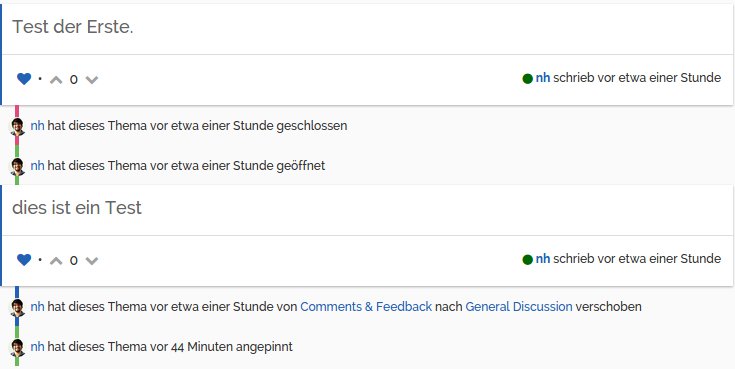 Test der Erste.
• 0 nh schrieb vor etwa einer Stunde
nh hat dieses Thema vor etwa einer Stunde geschlossen
nh hat dieses Thema vor etwa einer Stunde geöffnet
dies ist ein Test
• 0 nh schrieb vor etwa einer Stunde
nh hat dieses Thema vor etwa einer Stunde von Comments & Feedback nach General Discussion verschoben
nh hat dieses Thema vor 44 Minuten angepinnt